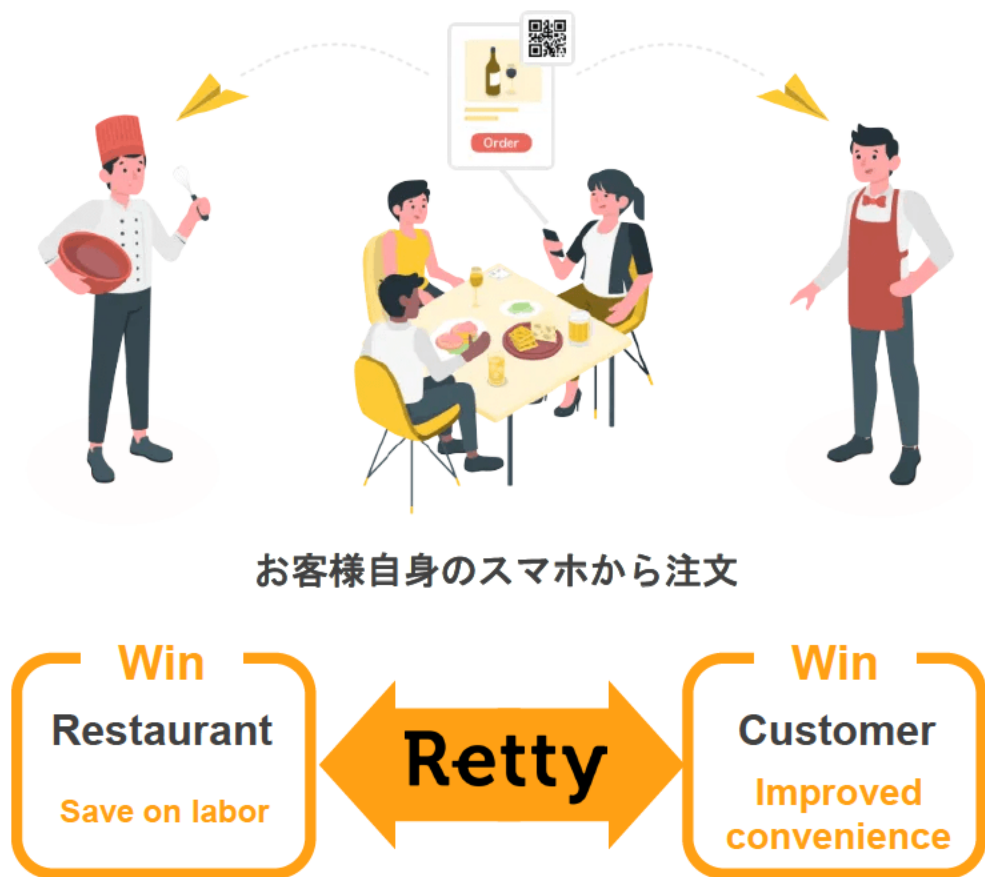 Order
お客様自身のスマホから注文
Win
Restaurant
Save on labor
Retty
Win
Customer
Improved
convenience